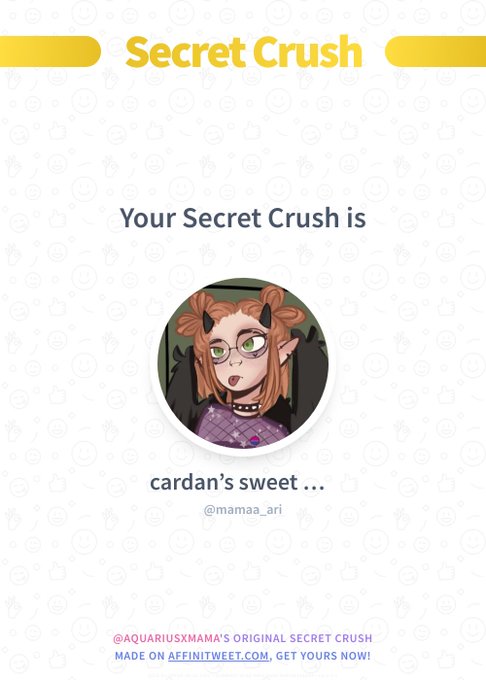 Secret Crush
Your Secret Crush is
cardan’s sweet …
@mamaa_ari
@AQUARIUSXMAMA'S ORIGINAL SECRET CRUSH
MADE ON AFFINITWEET.COM, GET YOURS NOW!